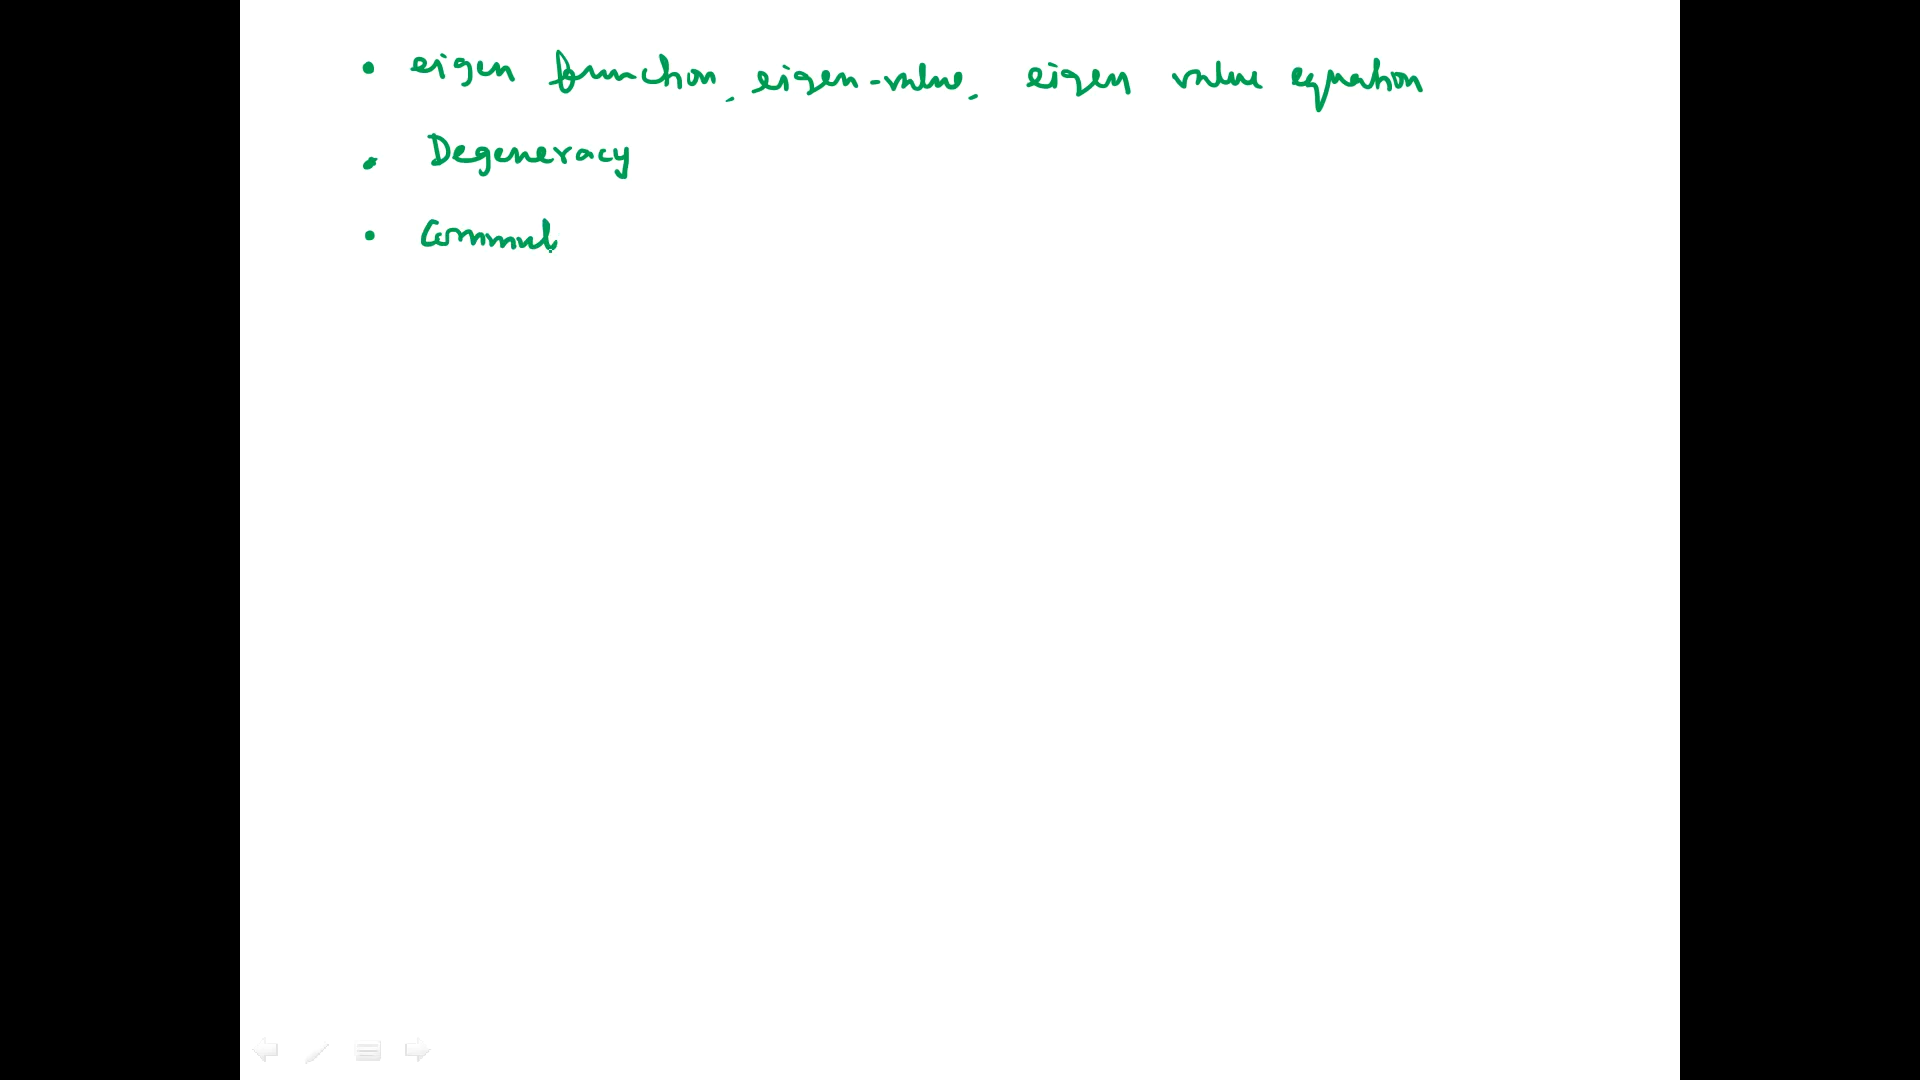 • eigen function, eigen-value, eigen value equation
• Degeneracy
• Commut